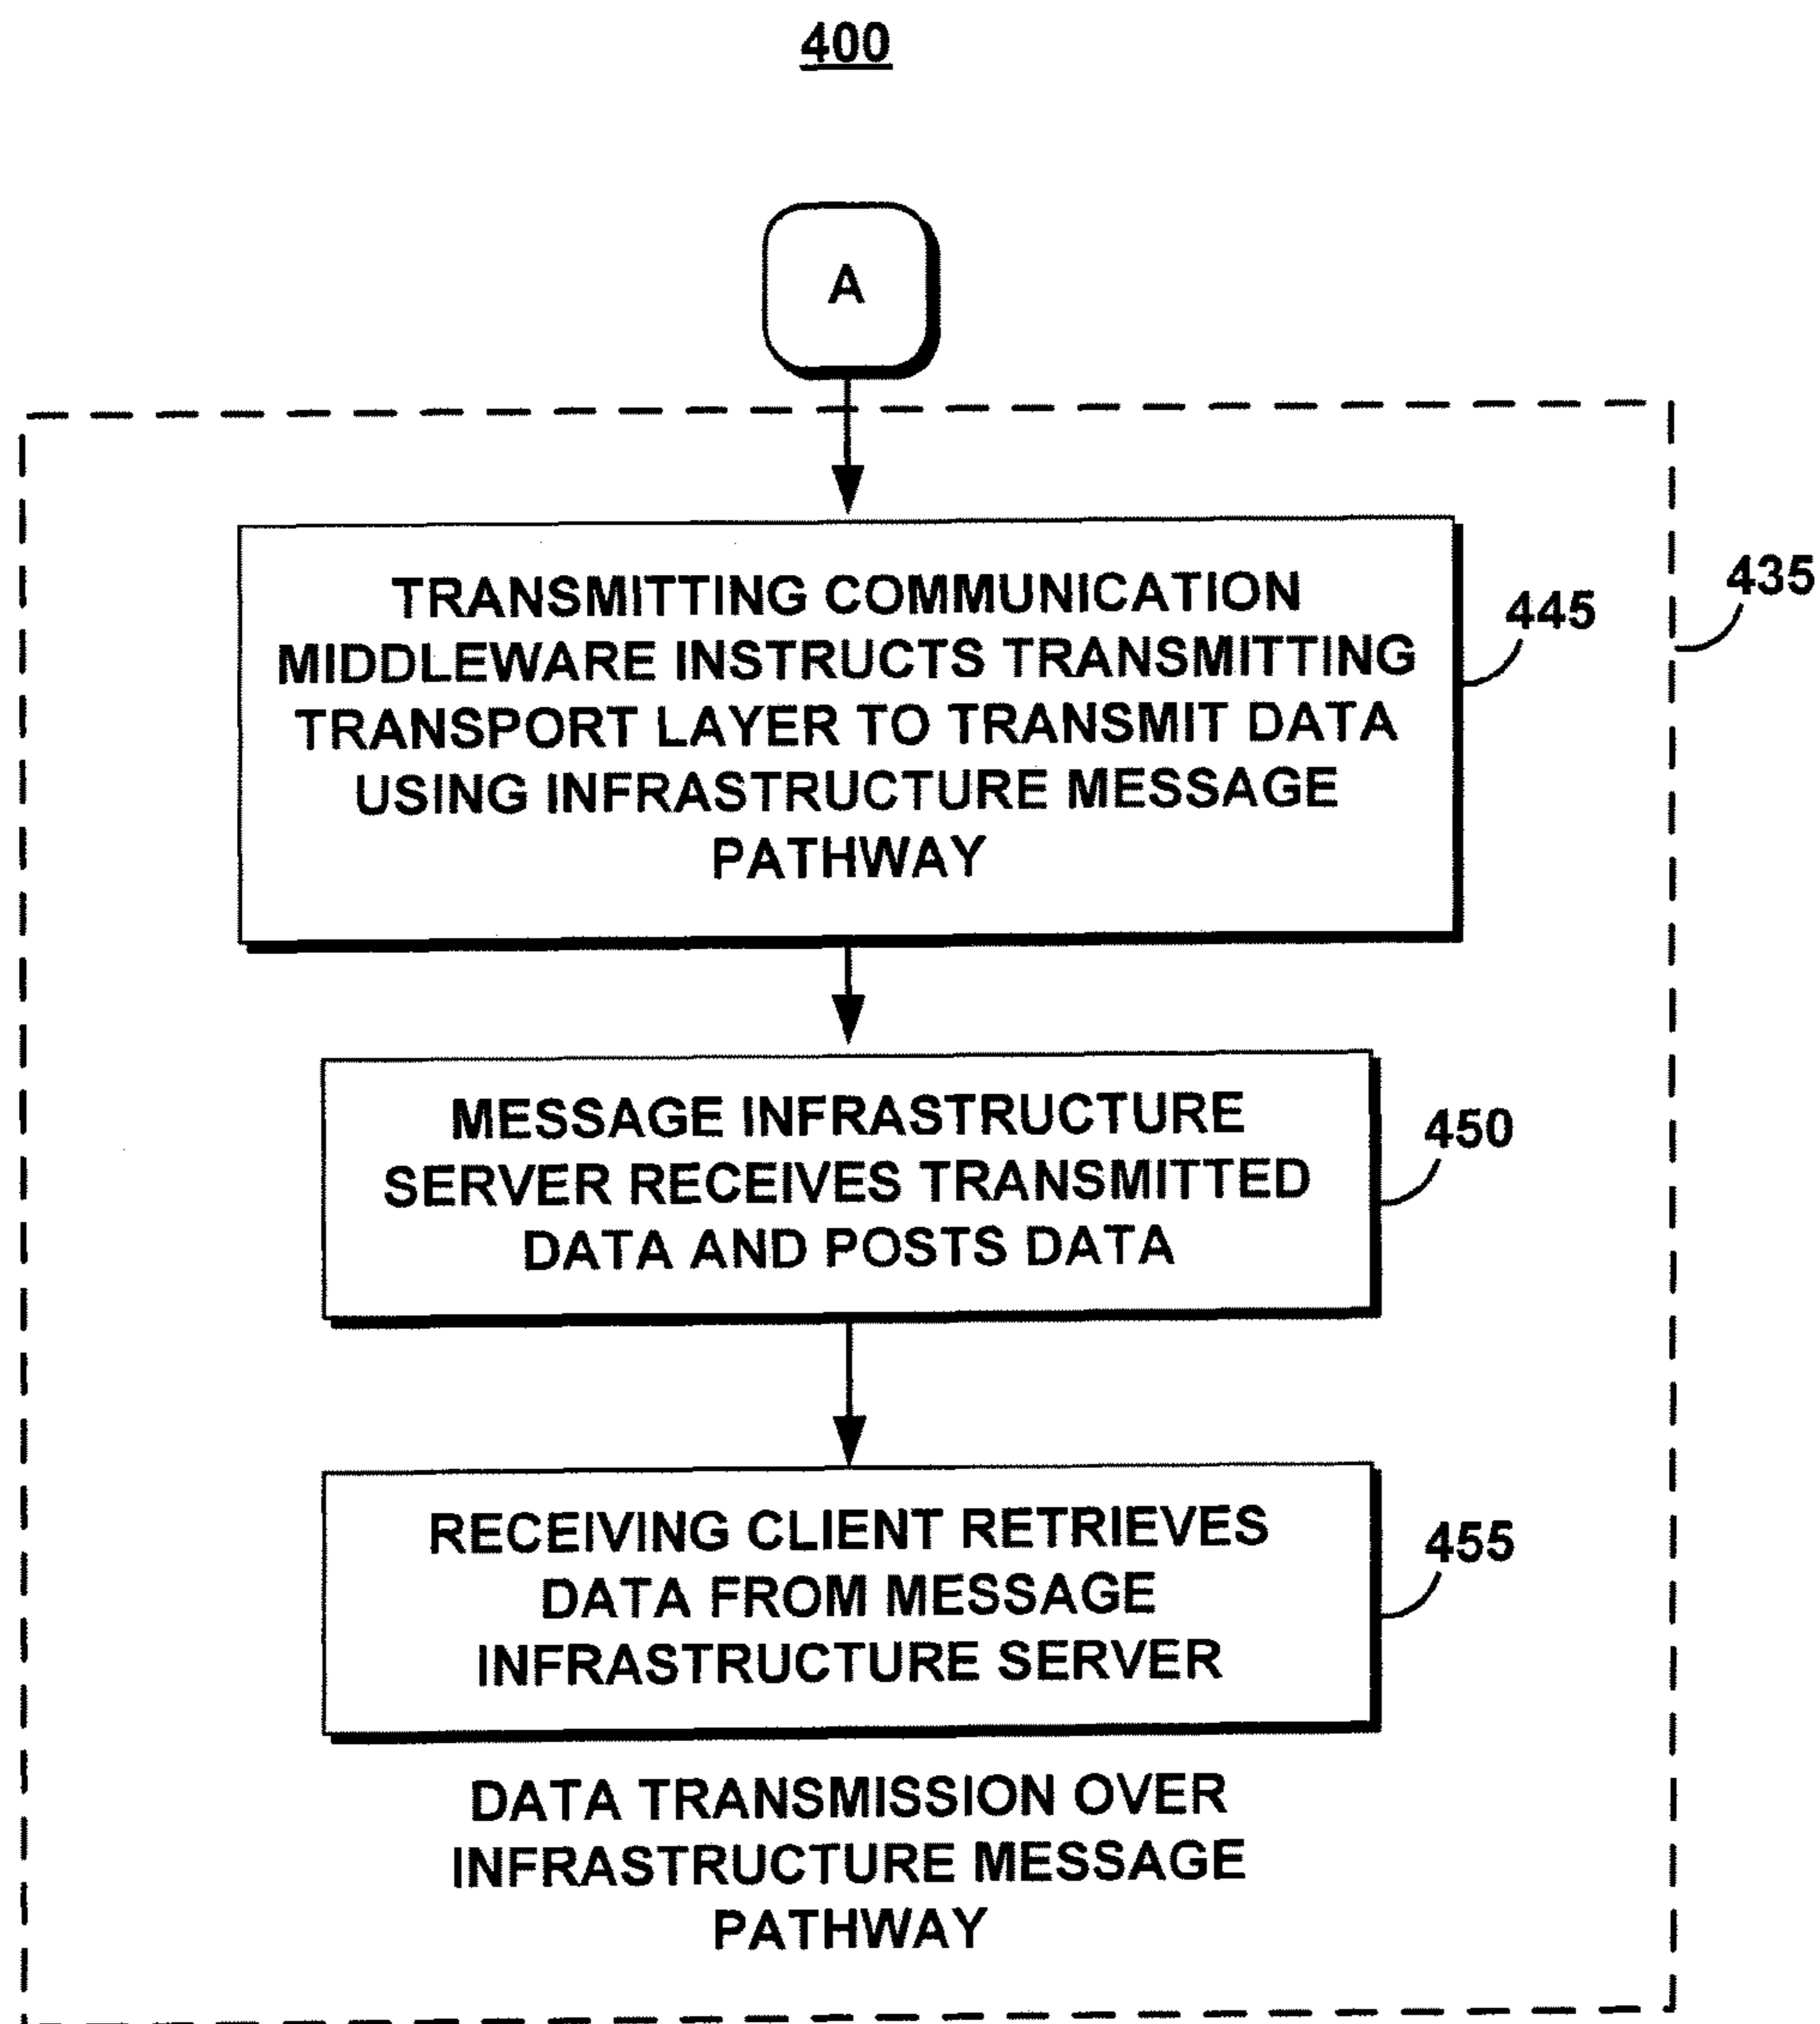 400
A
435
TRANSMITTING COMMUNICATION
MIDDLEWARE INSTRUCTS TRANSMITTING
TRANSPORT LAYER TO TRANSMIT DATA
USING INFRASTRUCTURE MESSAGE
PATHWAY
445
MESSAGE INFRASTRUCTURE
SERVER RECEIVES TRANSMITTED
DATA AND POSTS DATA
450
RECEIVING CLIENT RETRIEVES
DATA FROM MESSAGE
INFRASTRUCTURE SERVER
455
DATA TRANSMISSION OVER
INFRASTRUCTURE MESSAGE
PATHWAY